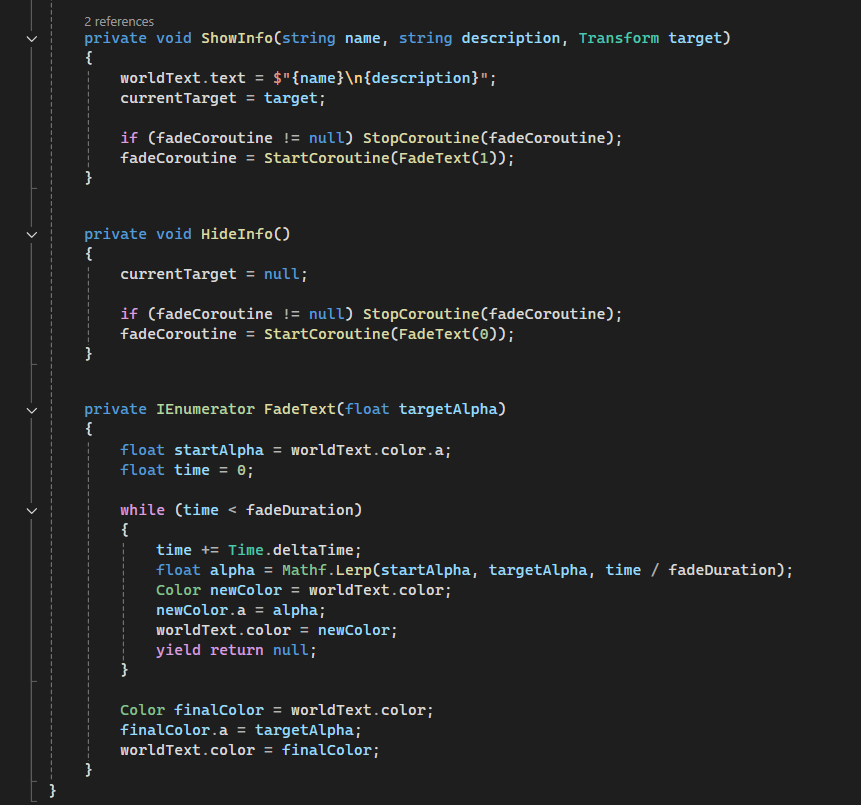 2 references
private void ShowInfo(string name, string description, Transform target)
{
worldText.text = $"{name}\n{description}";
currentTarget = target;
if (fadeCoroutine != null) StopCoroutine(fadeCoroutine);
fadeCoroutine = StartCoroutine(FadeText(1));
}
private void HideInfo()
{
currentTarget = null;
if (fadeCoroutine != null) StopCoroutine(fadeCoroutine);
fadeCoroutine = StartCoroutine(FadeText(0));
}
private IEnumerator FadeText(float targetAlpha)
{
float startAlpha = worldText.color.a;
float time = 0;
while (time < fadeDuration)
{
time += Time.deltaTime;
float alpha = Mathf.Lerp(startAlpha, targetAlpha, time / fadeDuration);
Color newColor = worldText.color;
newColor.a = alpha;
worldText.color = newColor;
yield return null;
}
Color finalColor = worldText.color;
finalColor.a = targetAlpha;
worldText.color = finalColor;
}
}